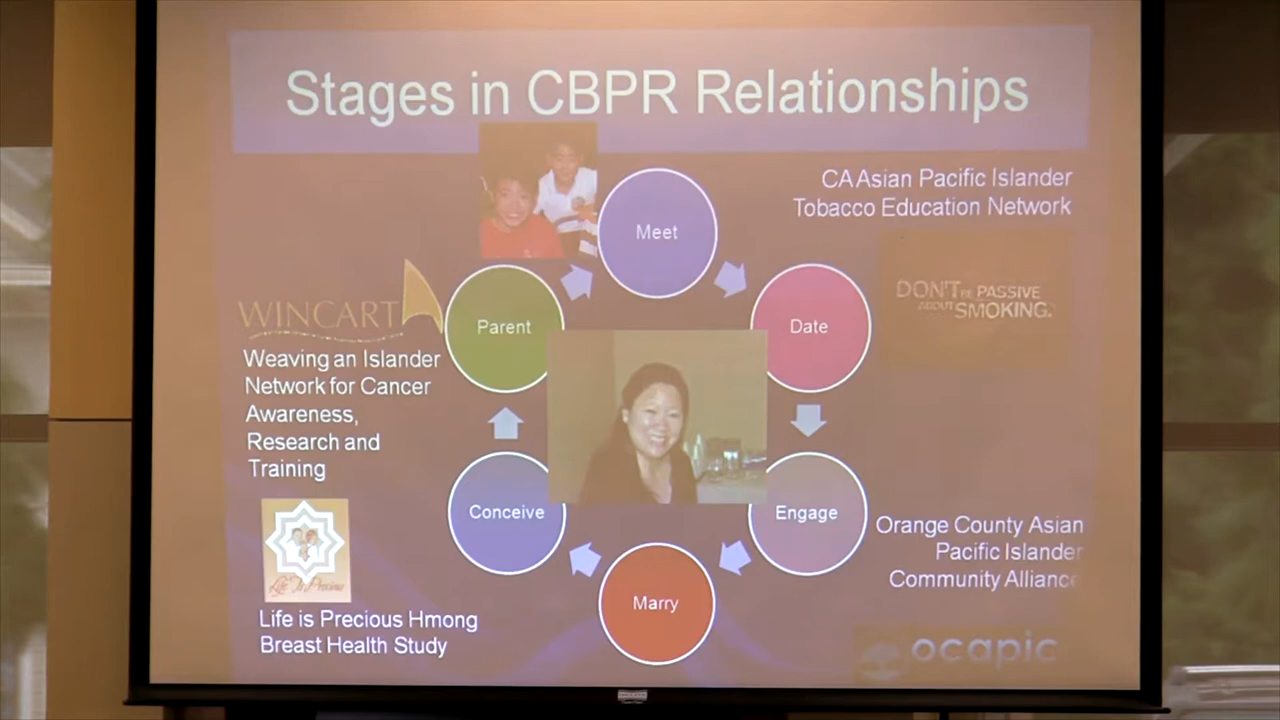 Stages in CBPR Relationships
CA Asian Pacific Islander
Tobacco Education Network
Meet
Date
DON'T BE PASSIVE
ABOUT SMOKING.
Parent
WINCART
Weaving an Islander
Network for Cancer
Awareness,
Research and
Training
Conceive
Engage
Orange County Asian
Pacific Islander
Community Alliance
Marry
Life Is Precious
Life is Precious Hmong
Breast Health Study
ocapic